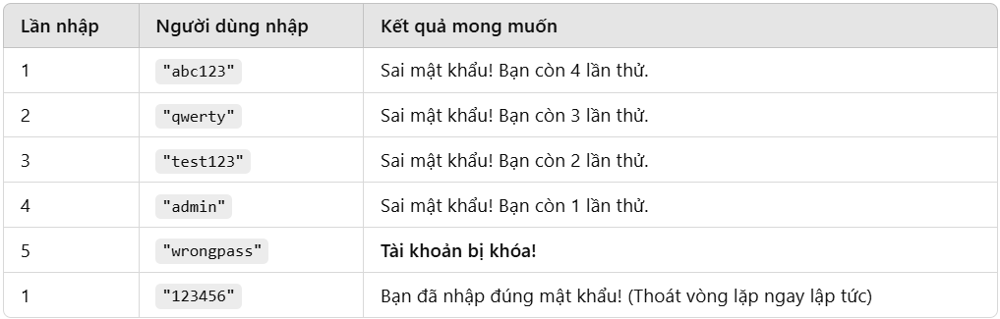 Lần nhập Người dùng nhập Kết quả mong muốn
1 "abc123" Sai mật khẩu! Bạn còn 4 lần thử.
2 "qwerty" Sai mật khẩu! Bạn còn 3 lần thử.
3 "test123" Sai mật khẩu! Bạn còn 2 lần thử.
4 "admin" Sai mật khẩu! Bạn còn 1 lần thử.
5 "wrongpass" Tài khoản bị khóa!
1 "123456" Bạn đã nhập đúng mật khẩu! (Thoát vòng lặp ngay lập tức)